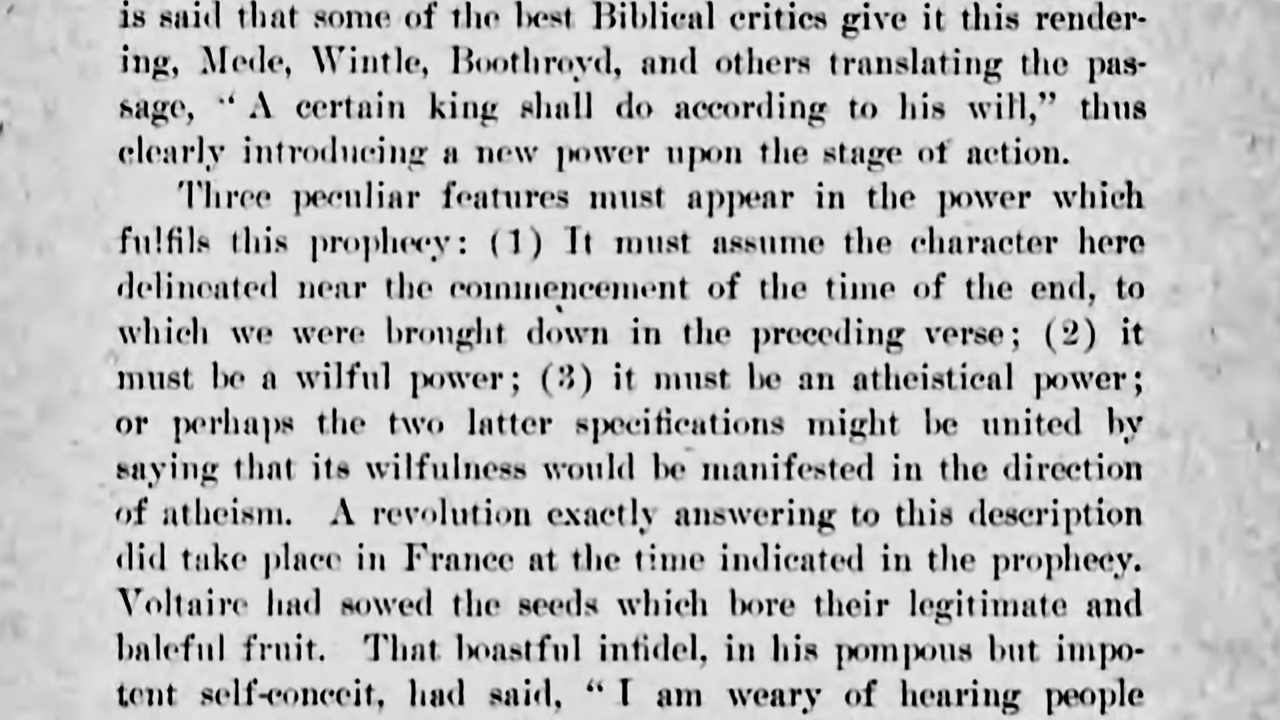 is said that some of the best Biblical critics give it this render-
ing, Mede, Wintle, Boothroyd, and others translating the pas-
sage, “ A certain king shall do according to his will,” thus
clearly introducing a new power upon the stage of action.
Three peculiar features must appear in the power which
fulfils this prophecy: (1) It must assume the character here
delineated near the commencement of the time of the end, to
which we were brought down in the preceding verse; (2) it
must be a wilful power; (3) it must be an atheistical power;
or perhaps the two latter specifications might be united by
saying that its wilfulness would be manifested in the direction
of atheism. A revolution exactly answering to this description
did take place in France at the time indicated in the prophecy.
Voltaire had sowed the seeds which bore their legitimate and
baleful fruit. That boastful infidel, in his pompous but impo-
tent self-conceit, had said, “ I am weary of hearing people